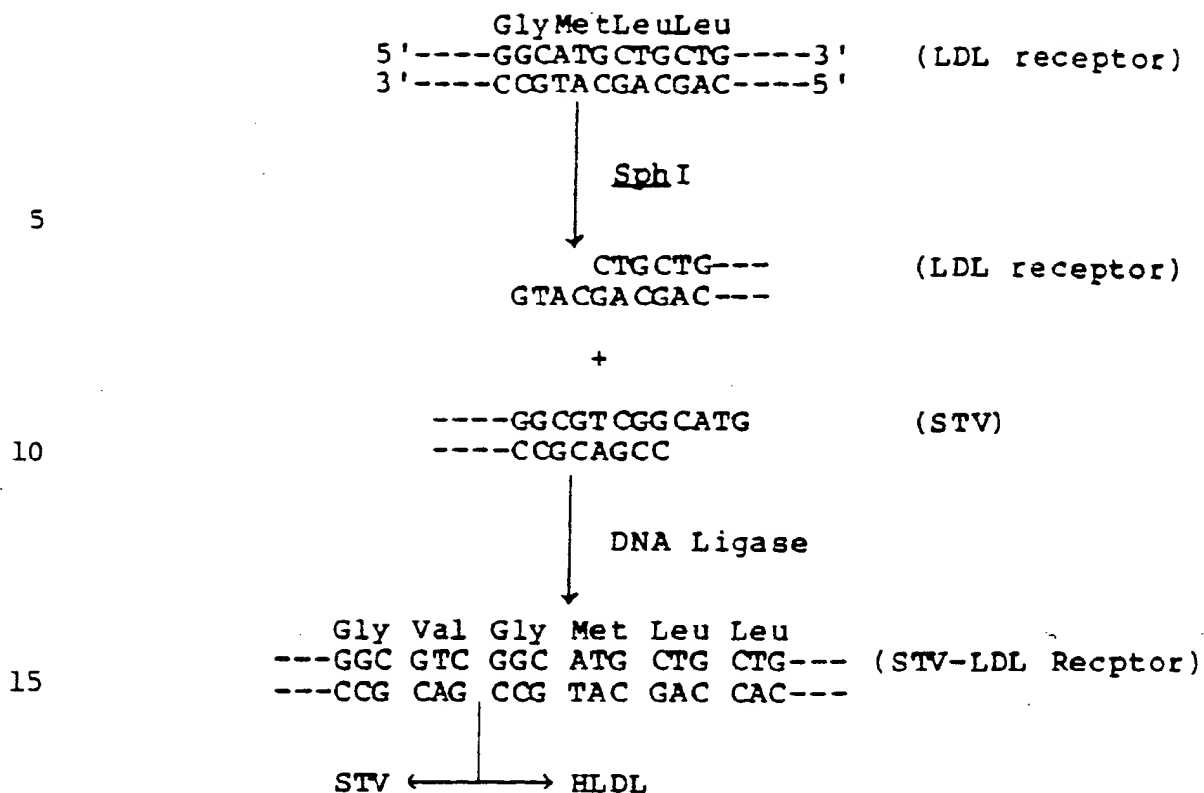 GlyMetLeuLeu
5'----GGCATGCTGCTG----3' (LDL receptor)
3'----CCGTACGACGAC----5'
SphI
5
CTGCTG--- (LDL receptor)
GTACGACGAC---
+
----GGCGTCGGCATG (STV)
10 ----CCGCAGCC
DNA Ligase
Gly Val Gly Met Leu Leu
---GGC GTC GGC ATG CTG CTG--- (STV-LDL Recptor)
15 ---CCG CAG CCG TAC GAC CAC---
STV ⟷ HLDL